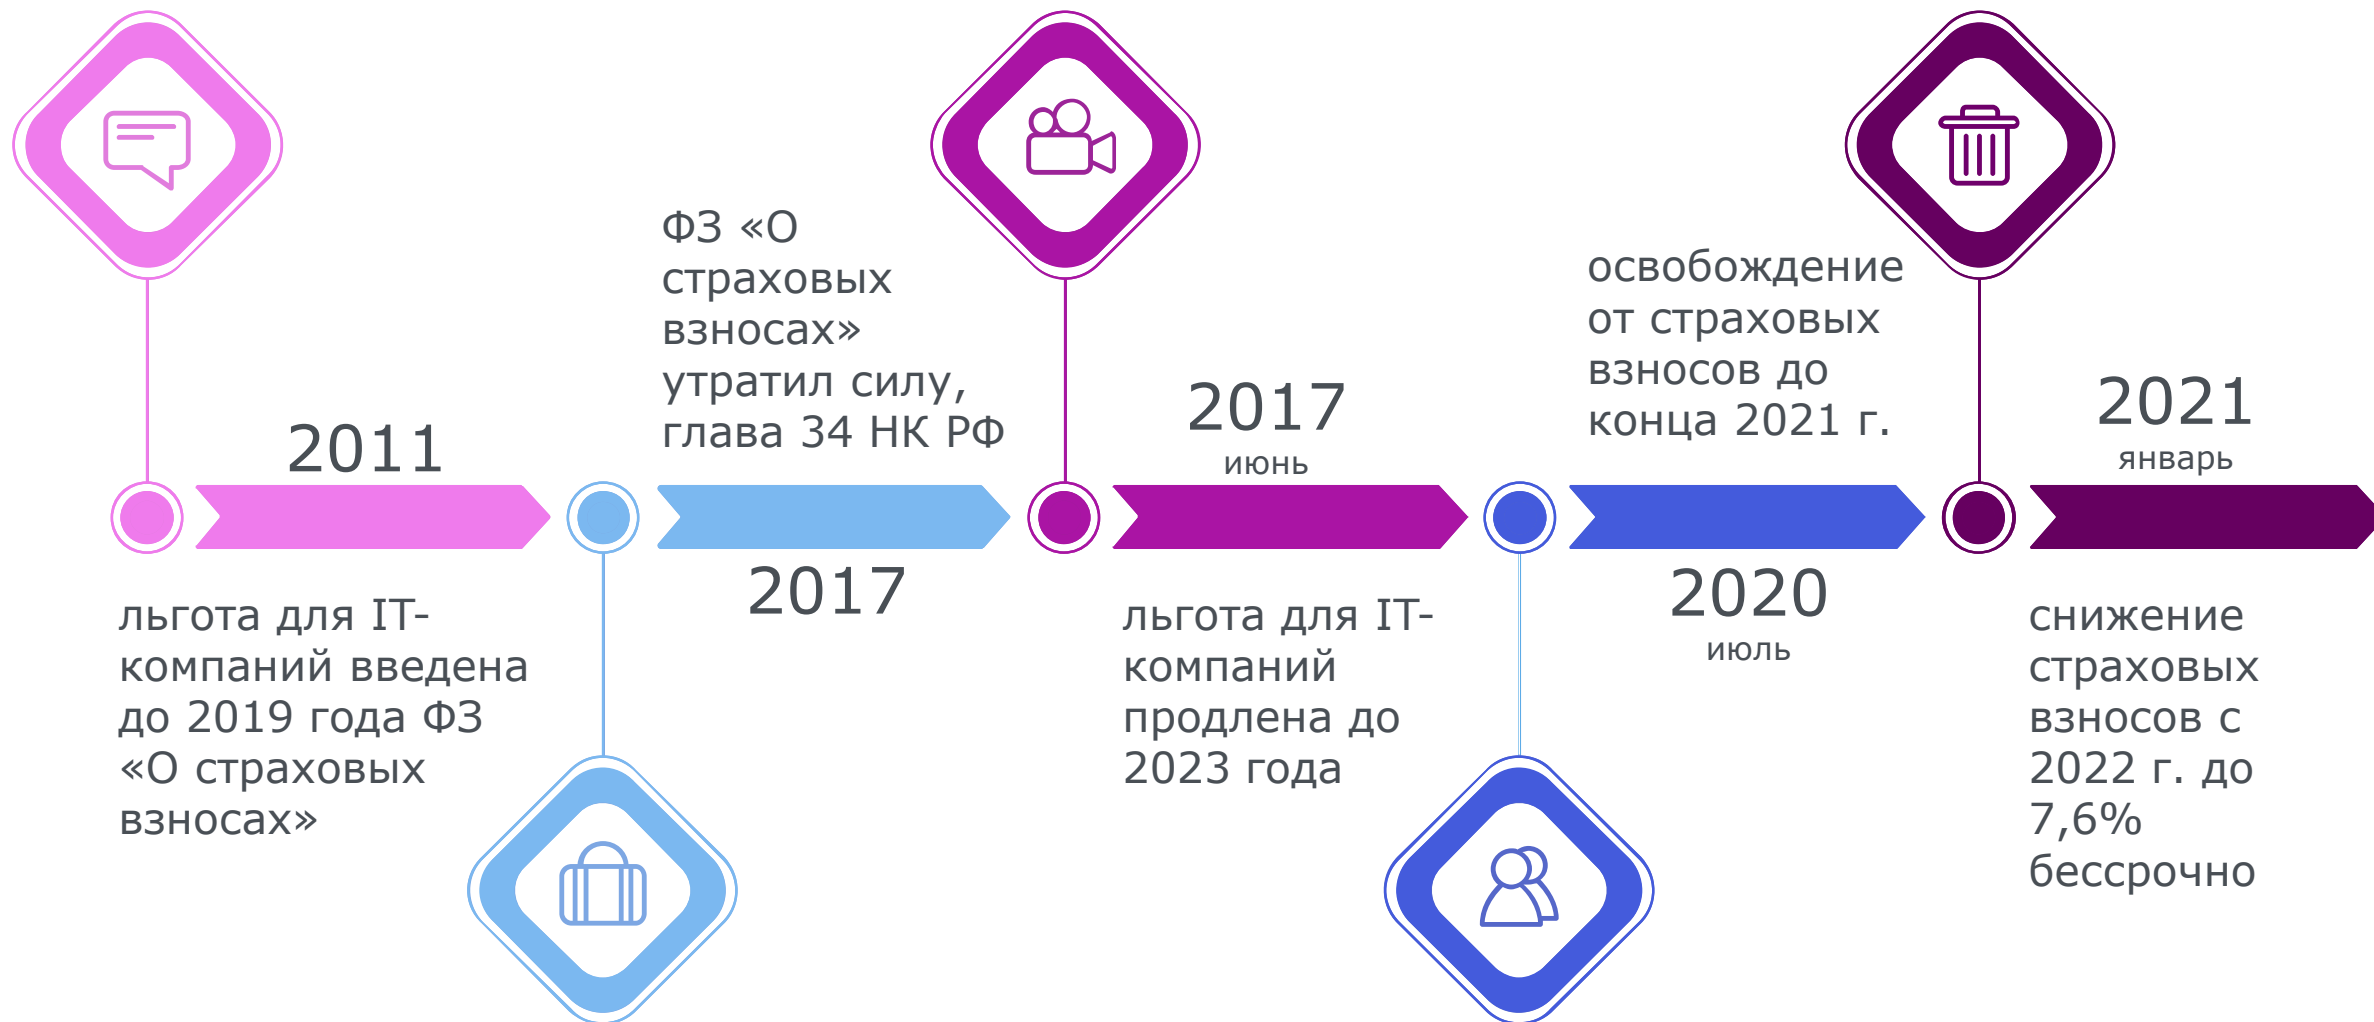 2011
льгота для IT-
компаний введена
до 2019 года ФЗ
«О страховых
взносах»
ФЗ «О
страховых
взносах»
утратил силу,
глава 34 НК РФ
2017
2017
июнь
льгота для IT-
компаний
продлена до
2023 года
освобождение
от страховых
взносов до
конца 2021 г.
2020
июль
2021
январь
снижение
страховых
взносов с
2022 г. до
7,6%
бессрочно